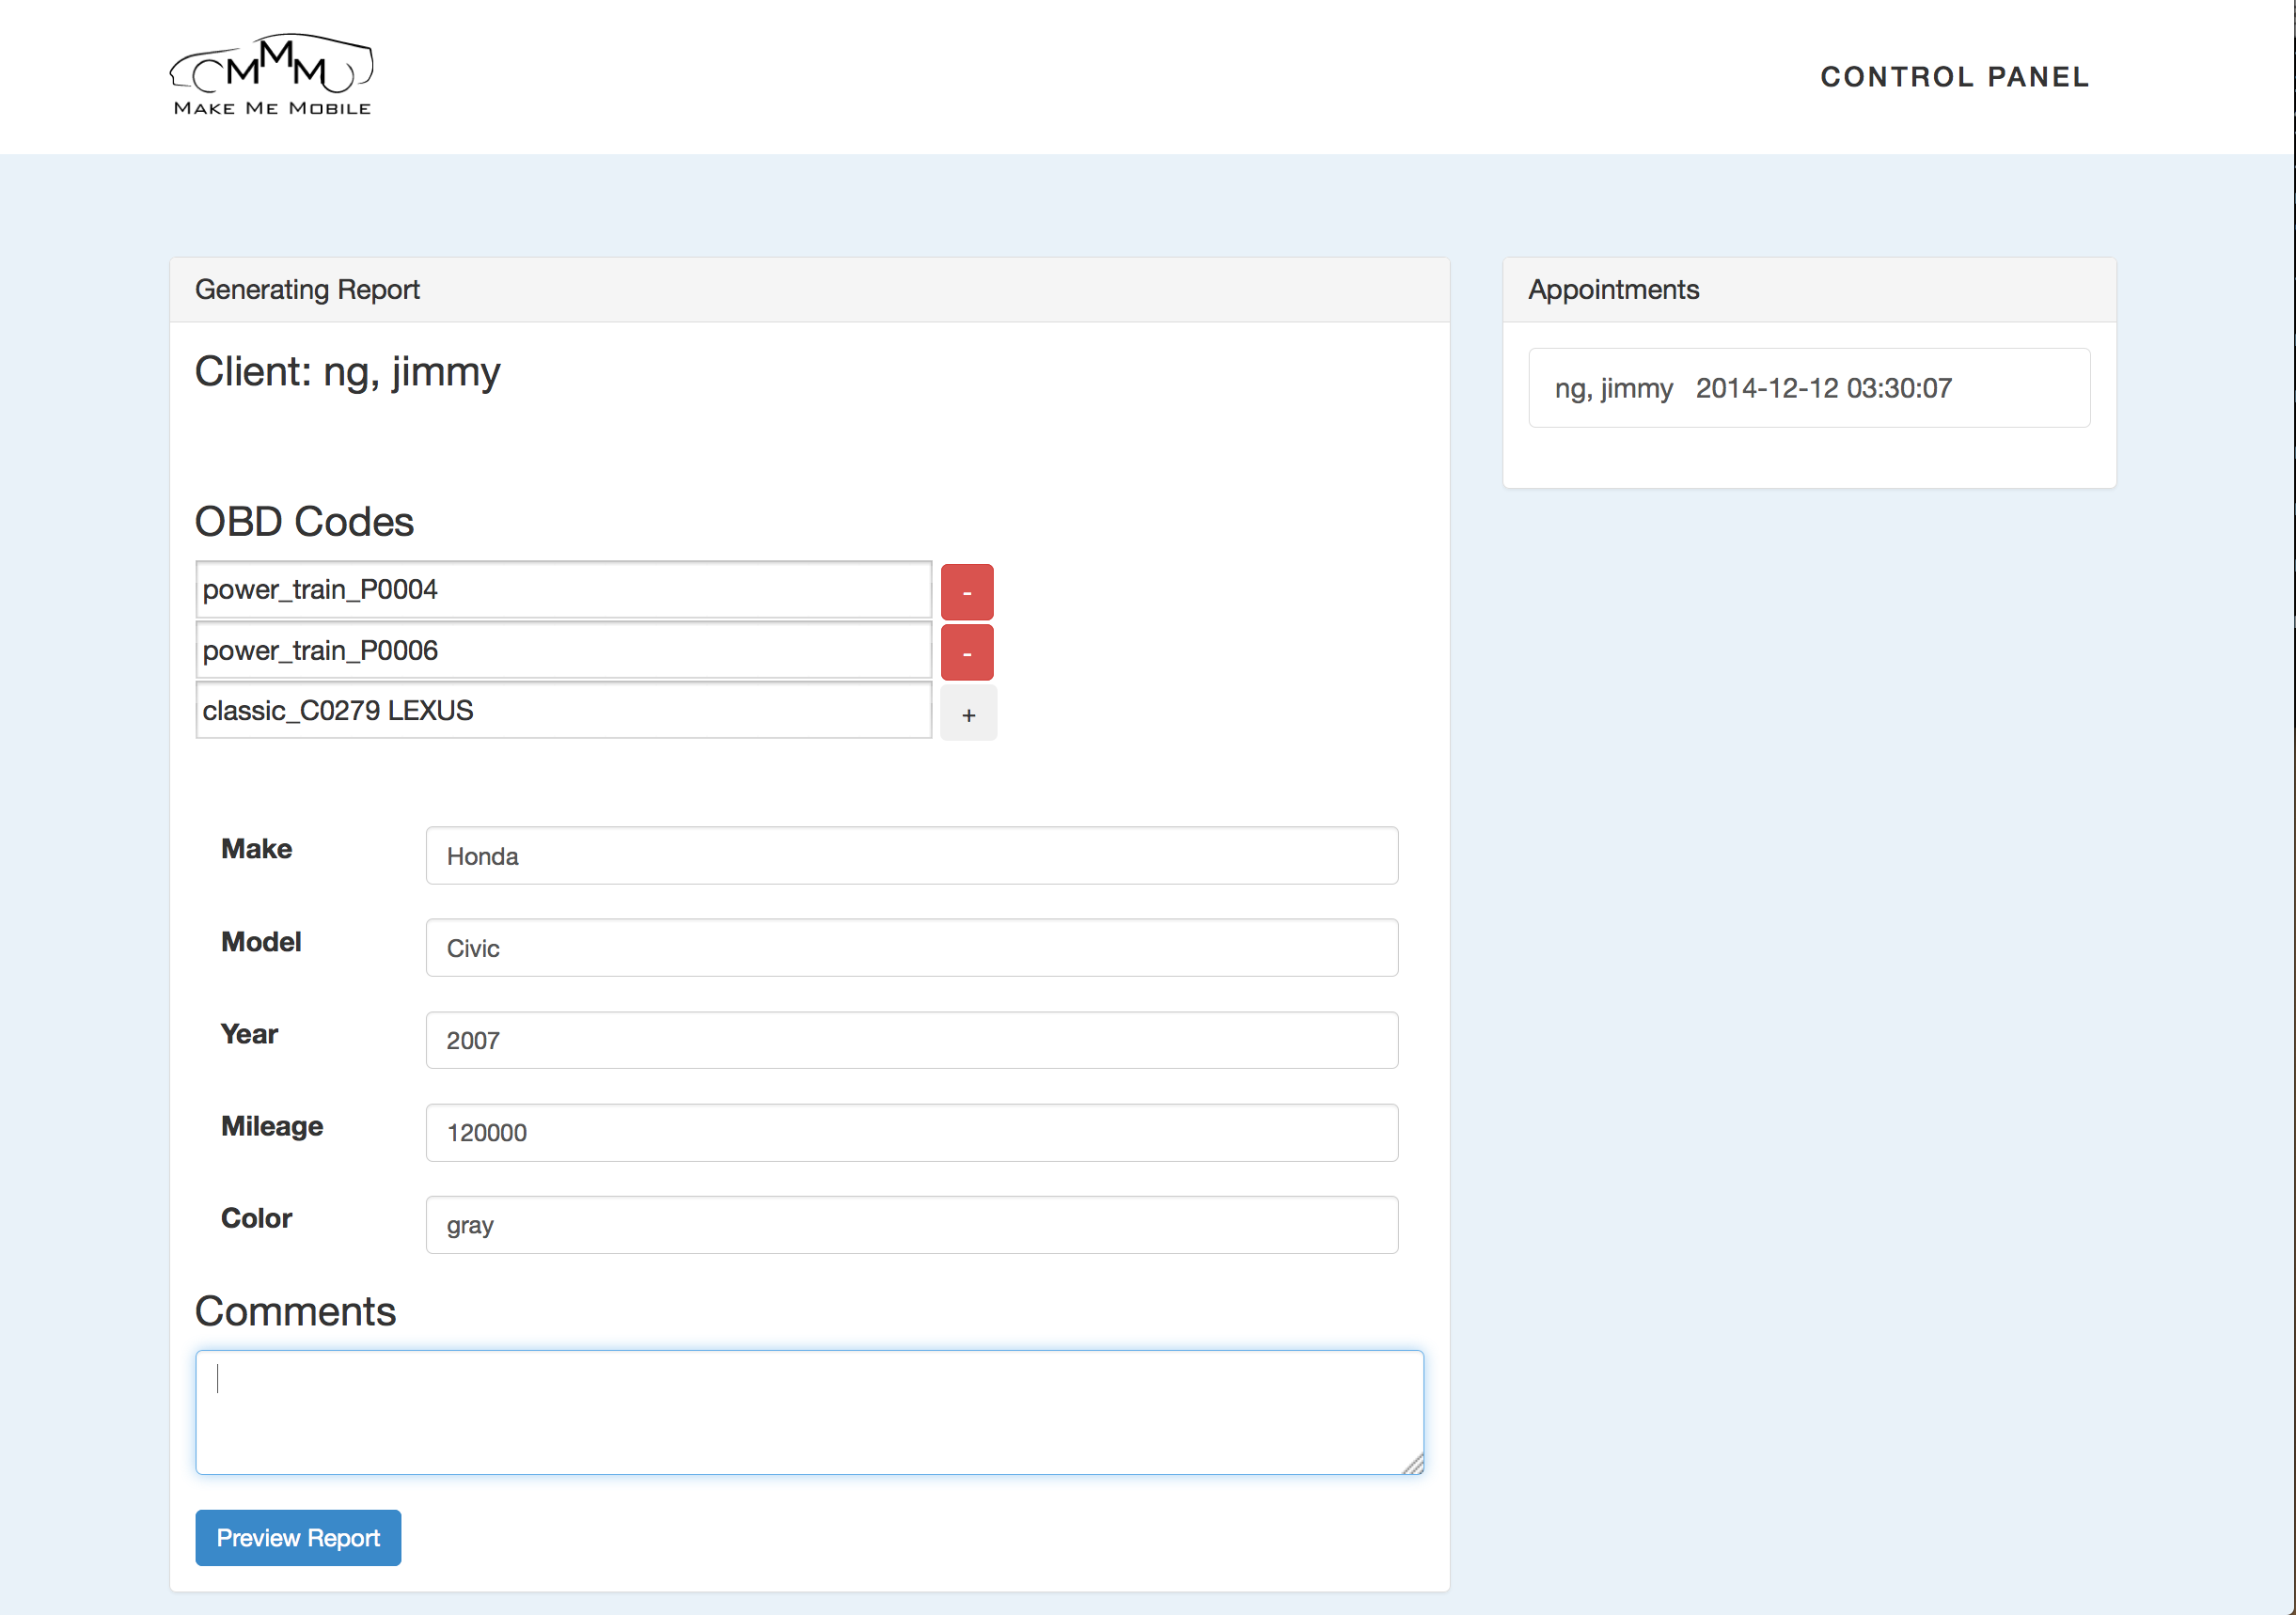 MMM
MAKE ME MOBILE
CONTROL PANEL
Generating Report
Client: ng, jimmy
OBD Codes
power_train_P0004
-
power_train_P0006
-
classic_C0279 LEXUS
+
Make
Honda
Model
Civic
Year
2007
Mileage
120000
Color
gray
Comments
Preview Report
Appointments
ng, jimmy 2014-12-12 03:30:07